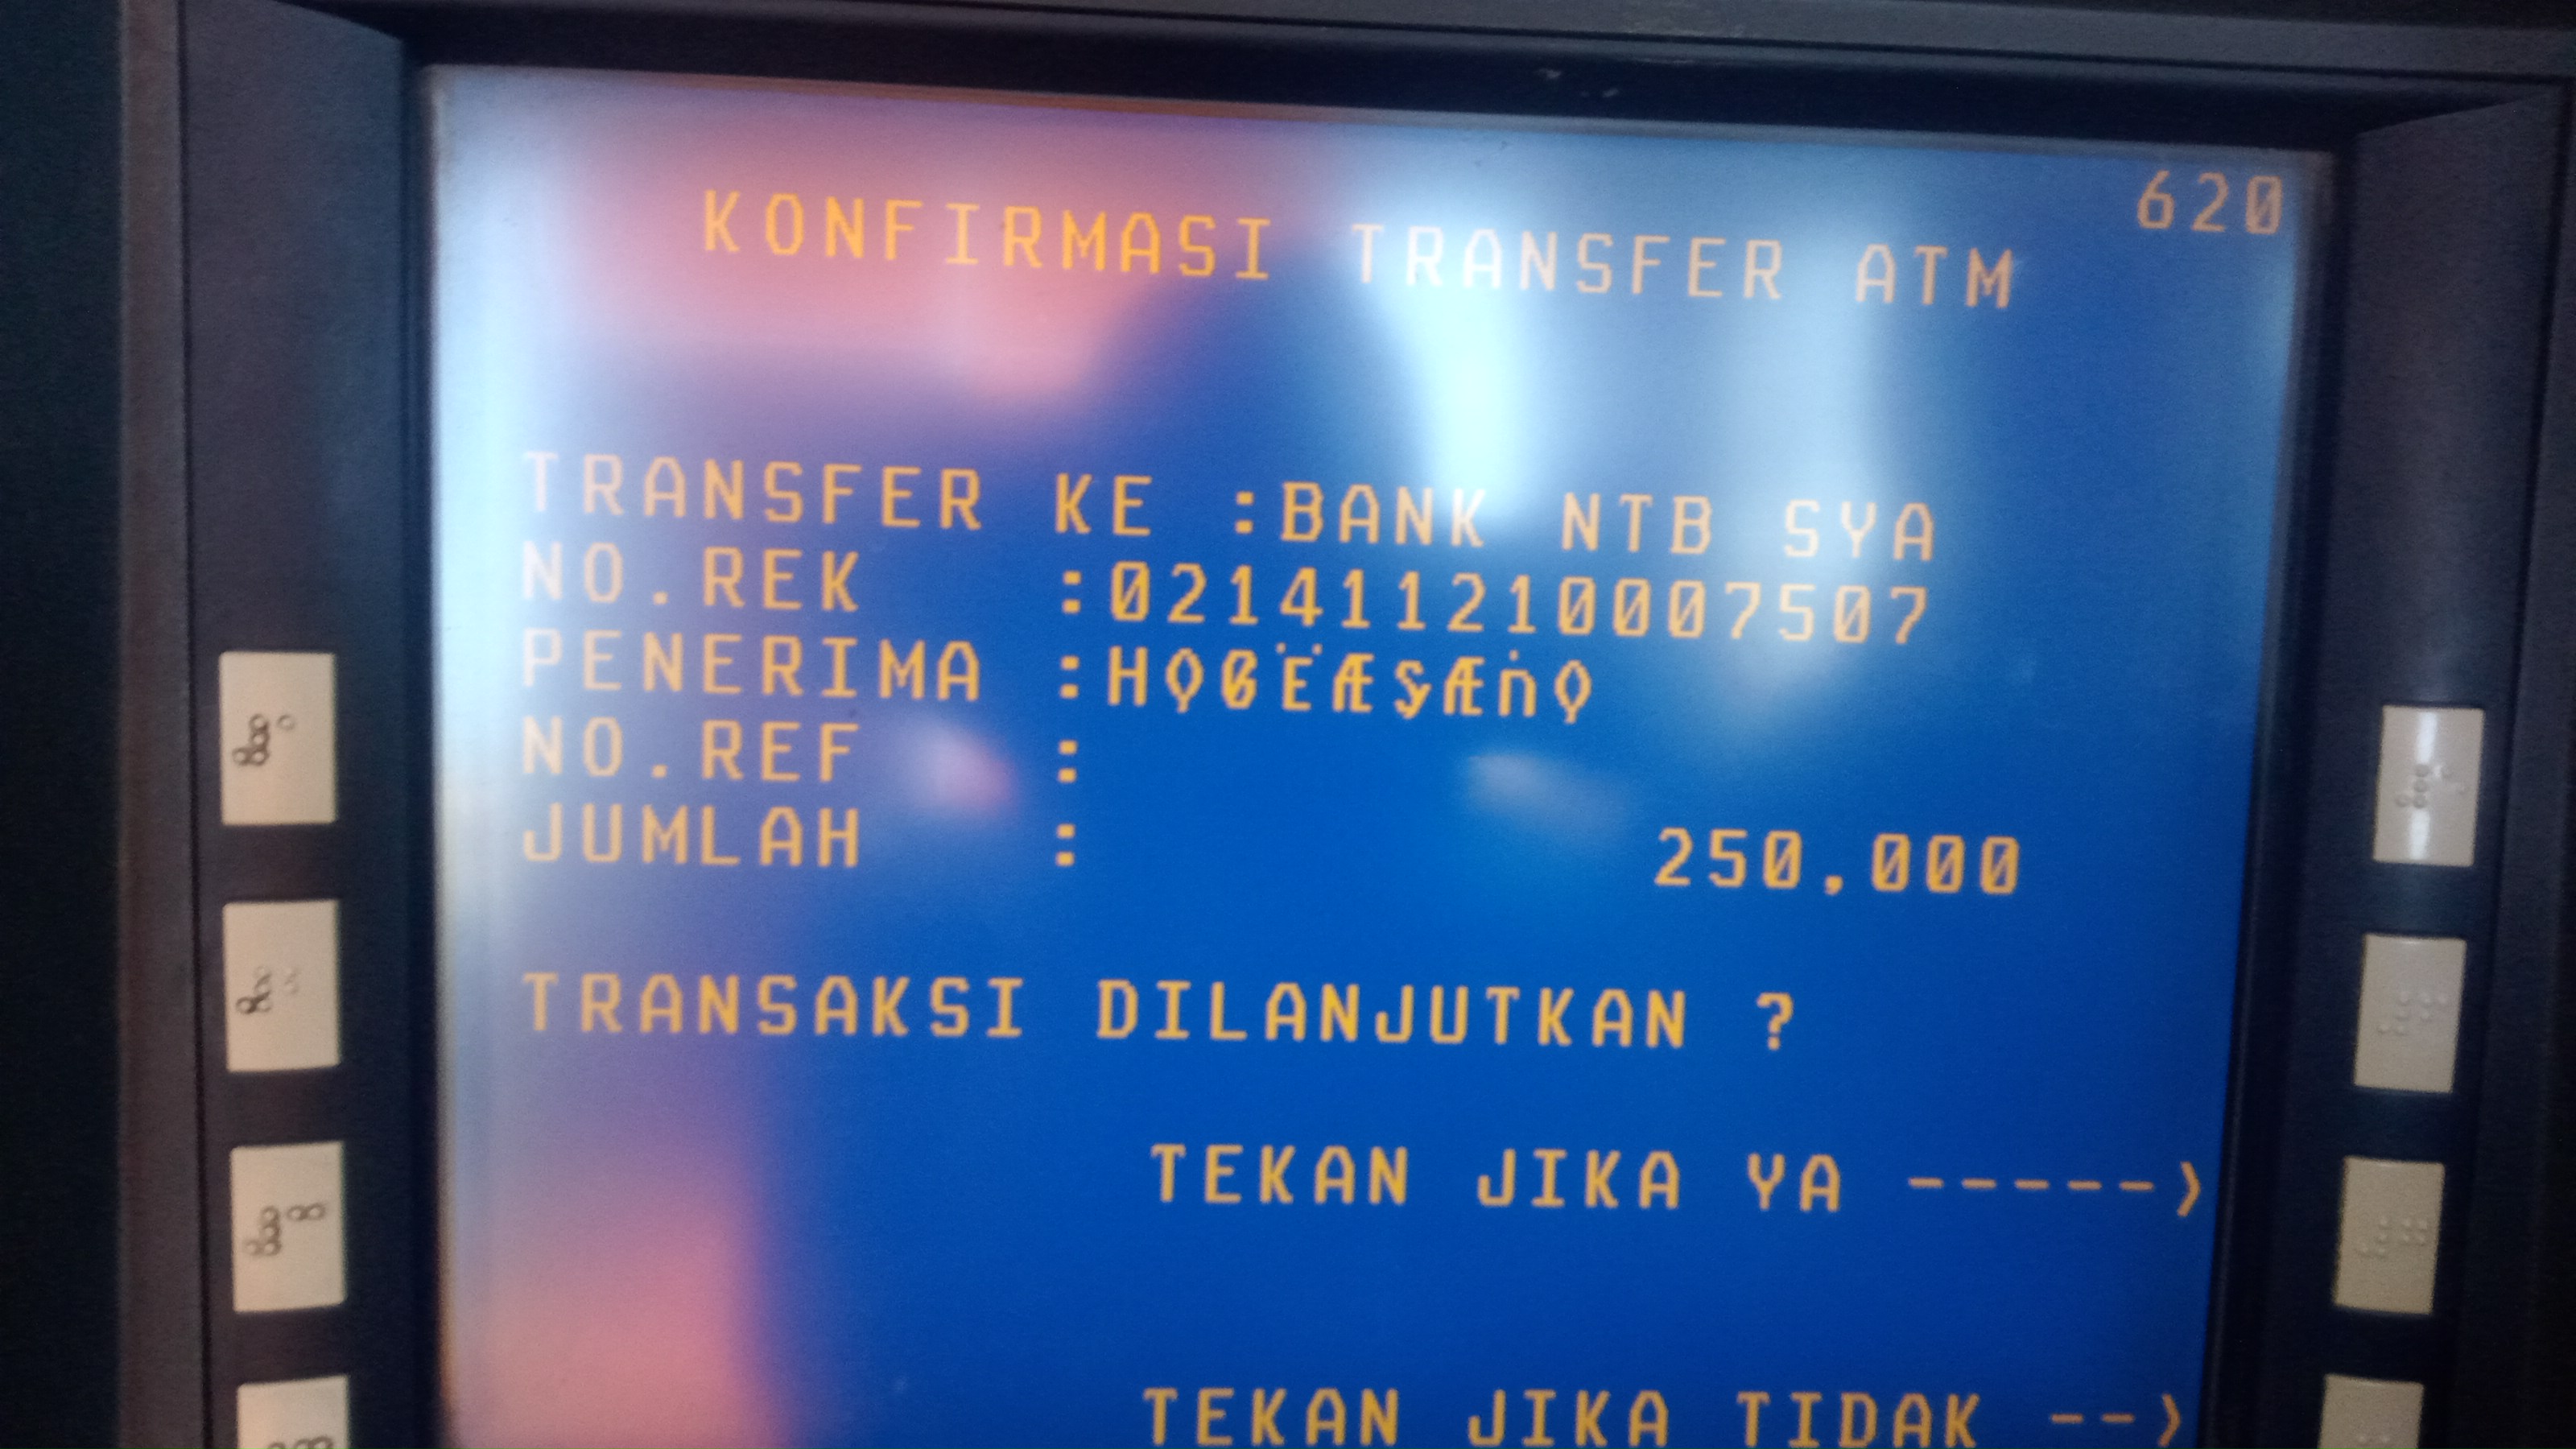 620
KONFIRMASI TRANSFER ATM
TRANSFER KE :BANK NTB SYA
NO.REK :021411210007507
PENERIMA :
NO.REF :
JUMLAH : 250,000
TRANSAKSI DILANJUTKAN ?
TEKAN JIKA YA ----->
TEKAN JIKA TIDAK -->